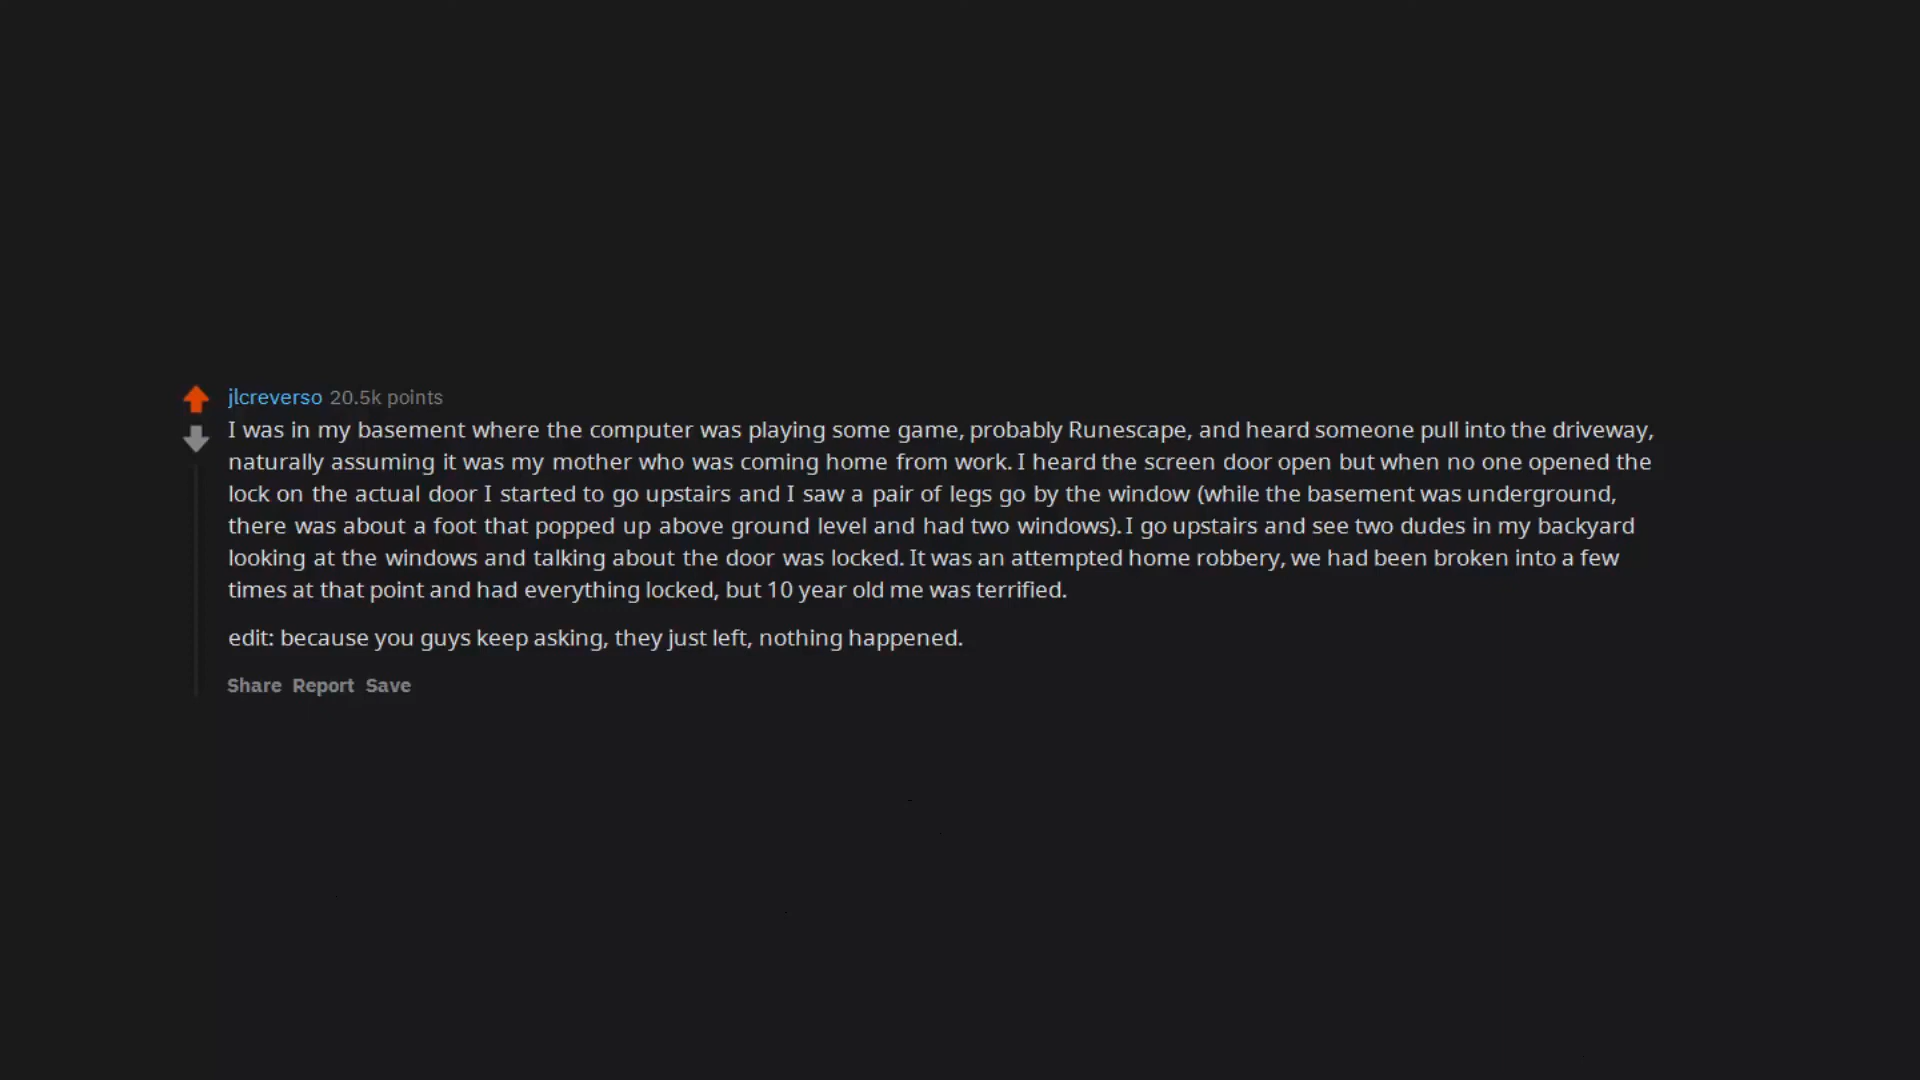 jlcreverso 20.5k points
I was in my basement where the computer was playing some game, probably Runescape, and heard someone pull into the driveway,
naturally assuming it was my mother who was coming home from work. I heard the screen door open but when no one opened the
lock on the actual door I started to go upstairs and I saw a pair of legs go by the window (while the basement was underground,
there was about a foot that popped up above ground level and had two windows). I go upstairs and see two dudes in my backyard
looking at the windows and talking about the door was locked. It was an attempted home robbery, we had been broken into a few
times at that point and had everything locked, but 10 year old me was terrified.
edit: because you guys keep asking, they just left, nothing happened.
Share Report Save